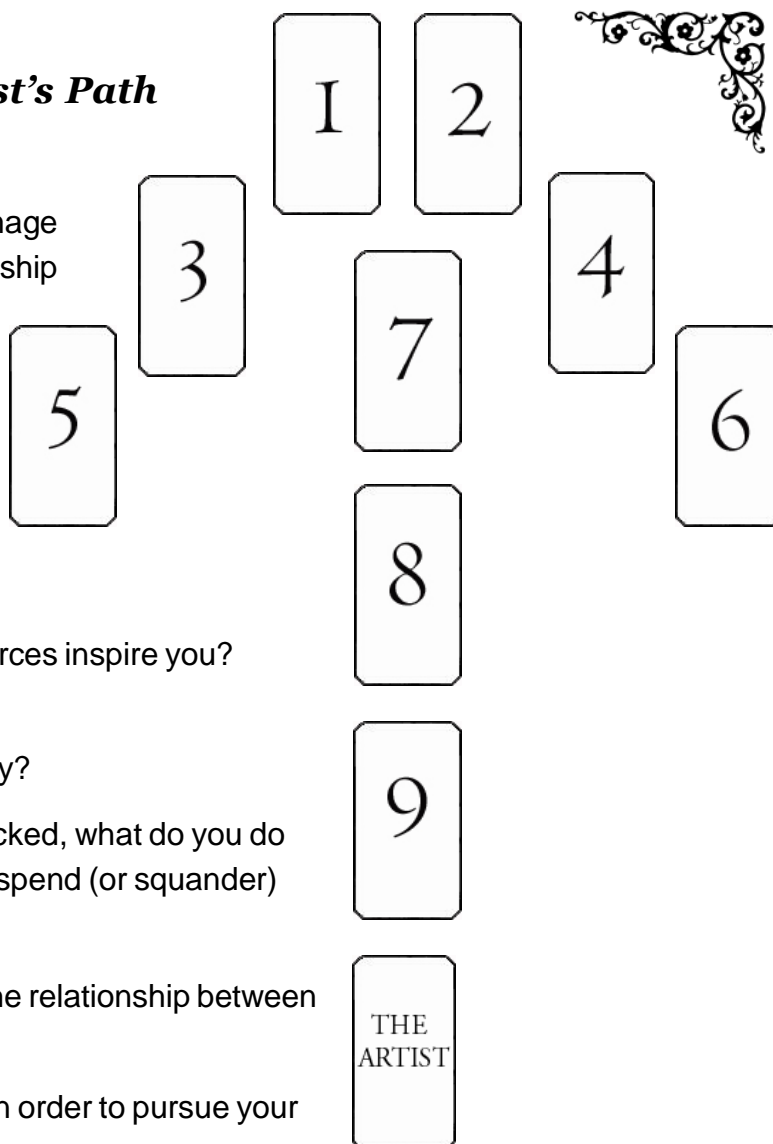 st's Path
1
2
nage
ship
3
4
7
5
6
8
rces inspire you?
y?
9
cked, what do you do
spend (or squander)
ne relationship between
THE
ARTIST
n order to pursue your